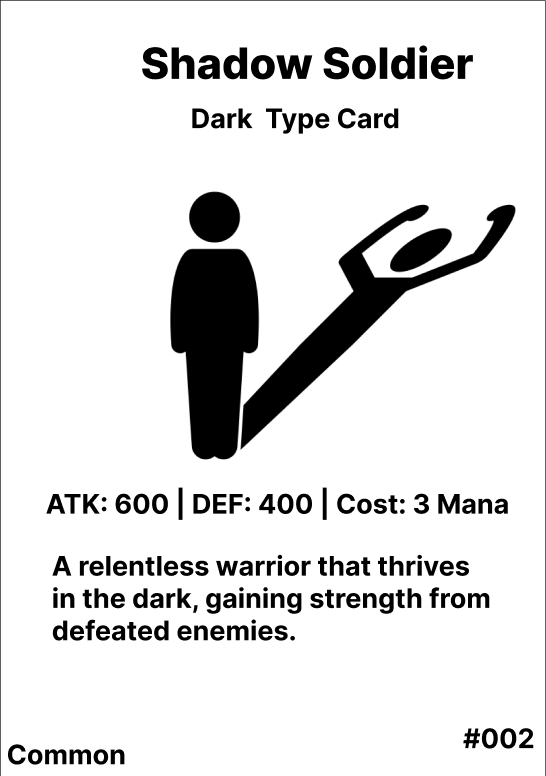 Shadow Soldier
Dark Type Card
ATK: 600 | DEF: 400 | Cost: 3 Mana
A relentless warrior that thrives
in the dark, gaining strength from
defeated enemies.
#002
Common